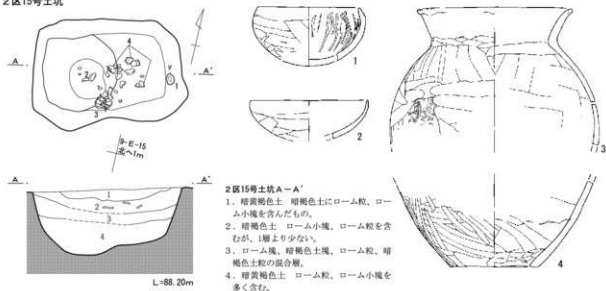 2区15号土坑
4
A
A'
2
1
3
1
2
3
9-E-15
北へ1m
A
A'
1
2
3
4
L=88.20m
2区15号土坑A-A'
1. 暗黄褐色土 暗褐色土にローム粒、ロー
ム小塊を含んだもの。
2. 暗褐色土 ローム小塊、ローム粒を含
むが、1層より少ない。
3. ローム塊、暗褐色土塊、ローム粒、暗
褐色土粒の混合層。
4. 暗黄褐色土 ローム粒、ローム小塊を
多く含む。
4